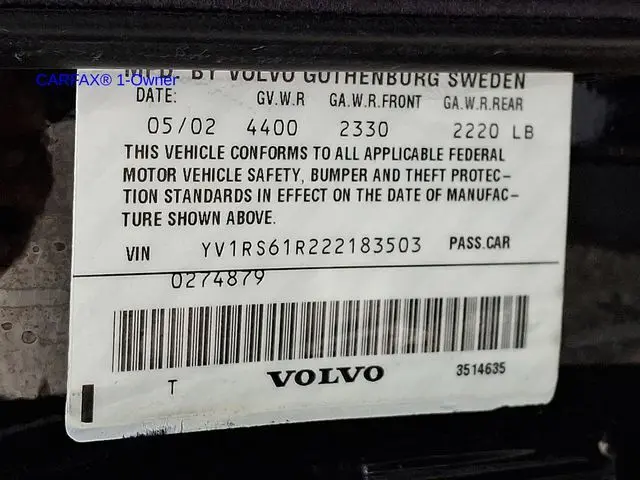 CARFAX® 1-Owner
MFD. BY VOLVO GOTHENBURG SWEDEN
DATE: GV.W.R GA.W.R.FRONT GA.W.R.REAR
05/02 4400 2330 2220 LB
THIS VEHICLE CONFORMS TO ALL APPLICABLE FEDERAL
MOTOR VEHICLE SAFETY, BUMPER AND THEFT PROTEC-
TION STANDARDS IN EFFECT ON THE DATE OF MANUFAC-
TURE SHOWN ABOVE.
VIN YV1RS61R222183503 PASS.CAR
0274879
T VOLVO 3514635